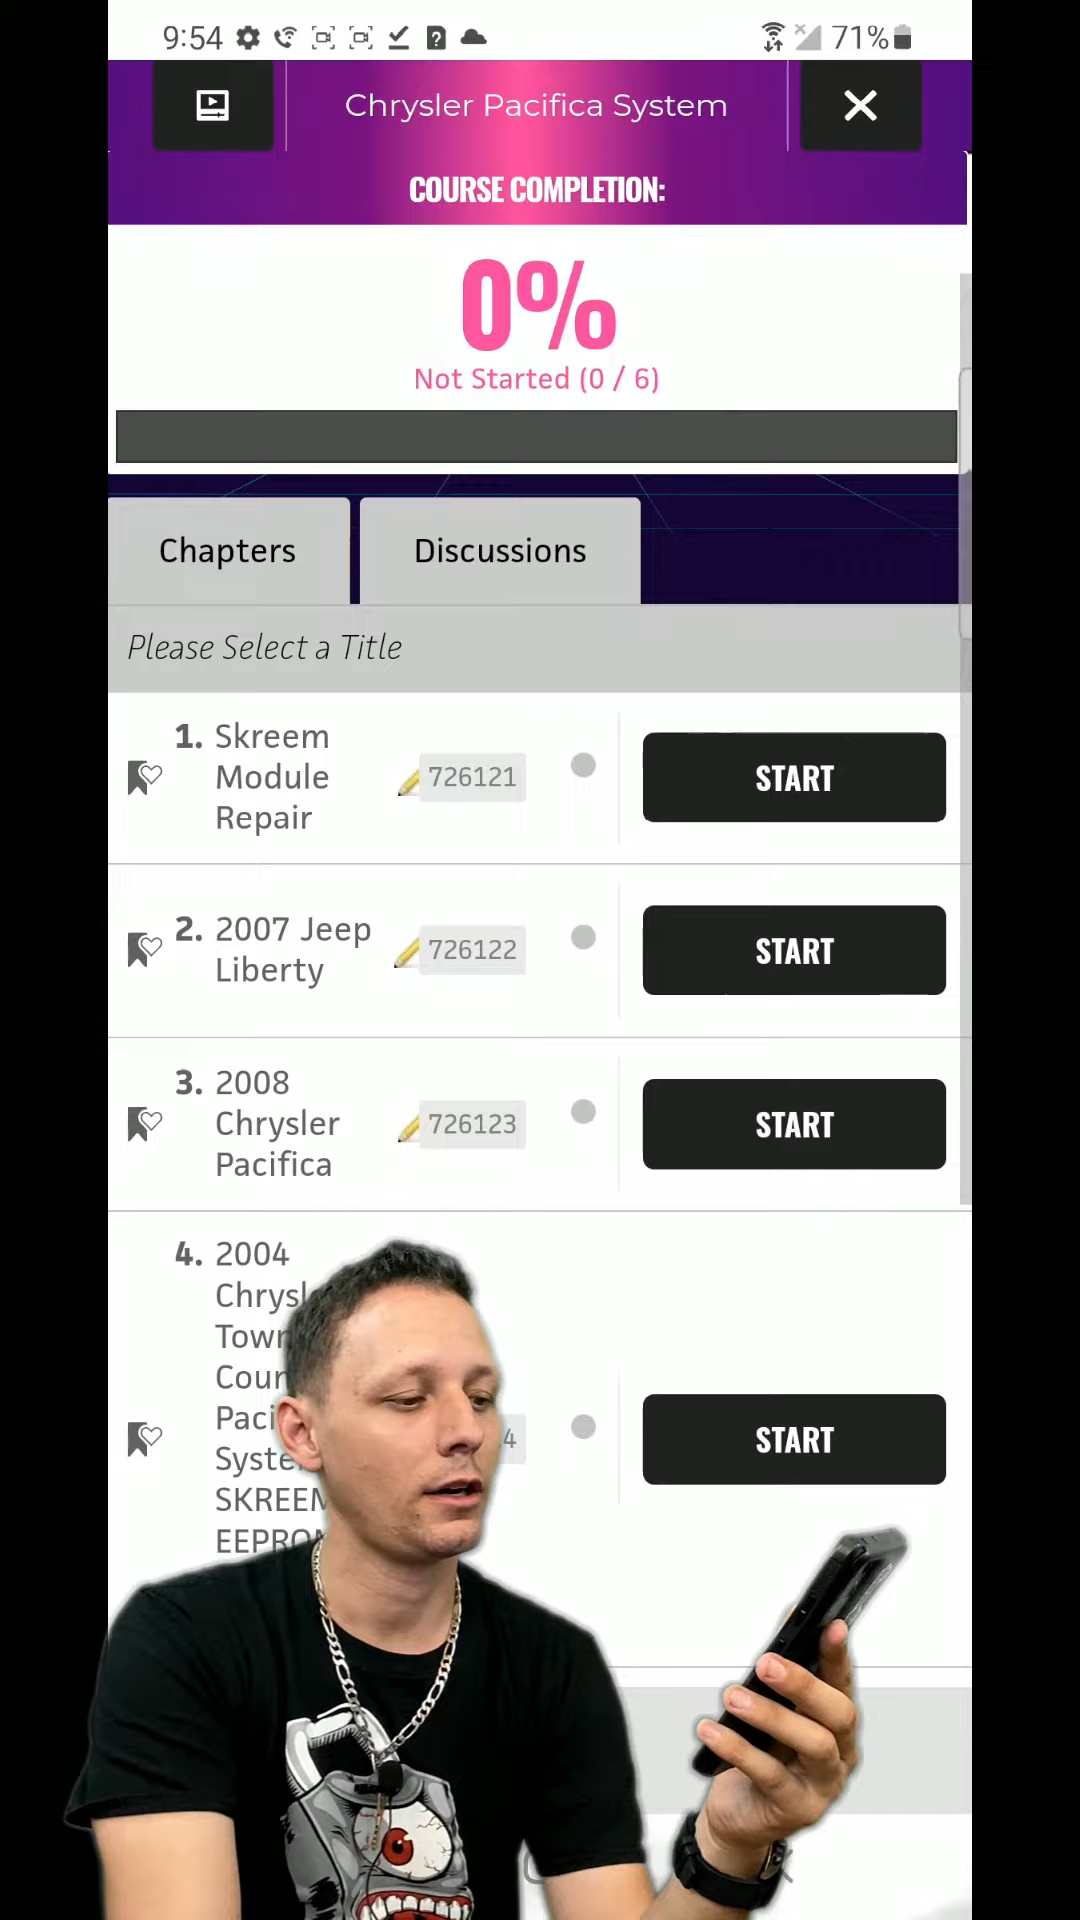 9:54
71%
Chrysler Pacifica System
COURSE COMPLETION:
0%
Not Started (0 / 6)
Chapters
Discussions
Please Select a Title
1. Skreem
Module
Repair
726121
START
2. 2007 Jeep
Liberty
726122
START
3. 2008
Chrysler
Pacifica
726123
START
4. 2004
START
SKREEM